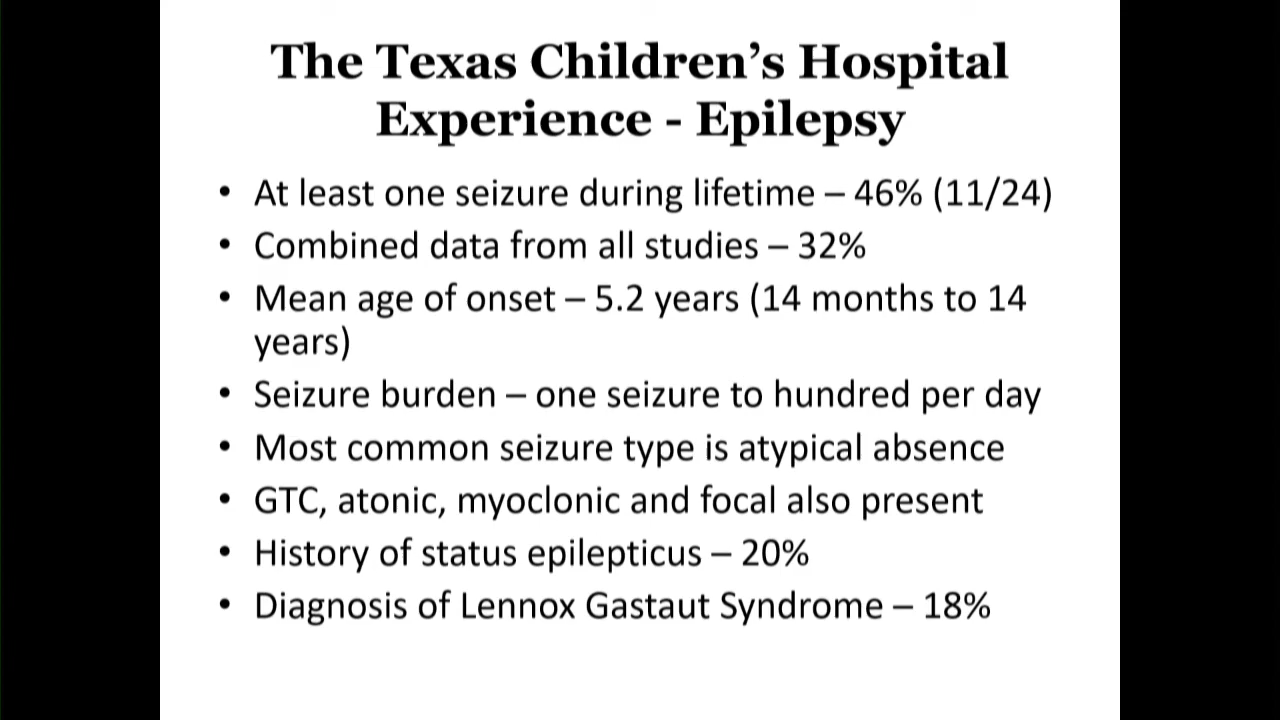 The Texas Children’s Hospital
Experience - Epilepsy
• At least one seizure during lifetime – 46% (11/24)
• Combined data from all studies – 32%
• Mean age of onset – 5.2 years (14 months to 14
years)
• Seizure burden – one seizure to hundred per day
• Most common seizure type is atypical absence
• GTC, atonic, myoclonic and focal also present
• History of status epilepticus – 20%
• Diagnosis of Lennox Gastaut Syndrome – 18%